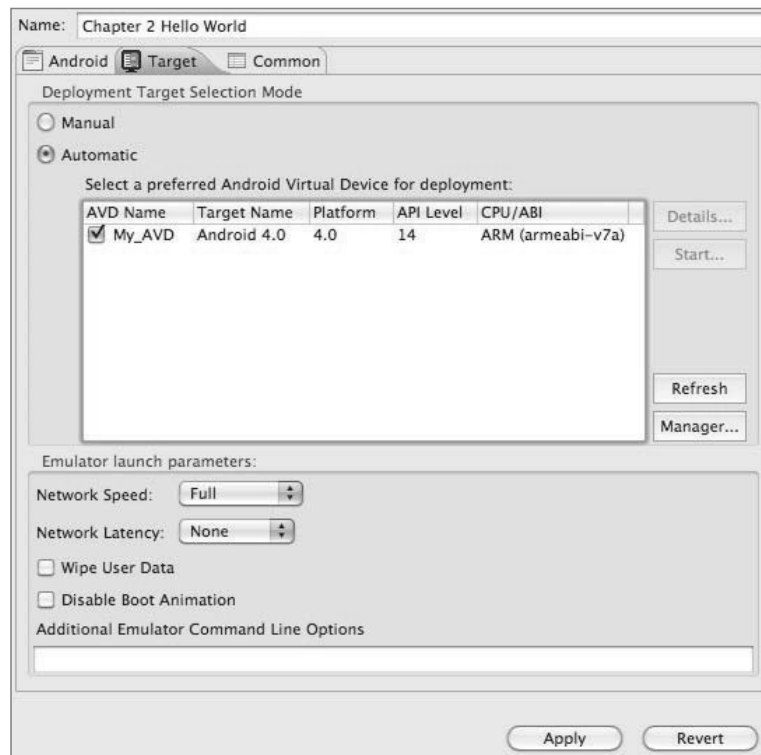 Name: Chapter 2 Hello World
Android Target Common
Deployment Target Selection Mode
Manual
Automatic
Select a preferred Android Virtual Device for deployment:
AVD Name Target Name Platform API Level CPU/ABI
My_AVD Android 4.0 4.0 14 ARM (armeabi-v7a)
Details...
Start...
Refresh
Manager...
Emulator launch parameters:
Network Speed: Full
Network Latency: None
Wipe User Data
Disable Boot Animation
Additional Emulator Command Line Options
Apply Revert